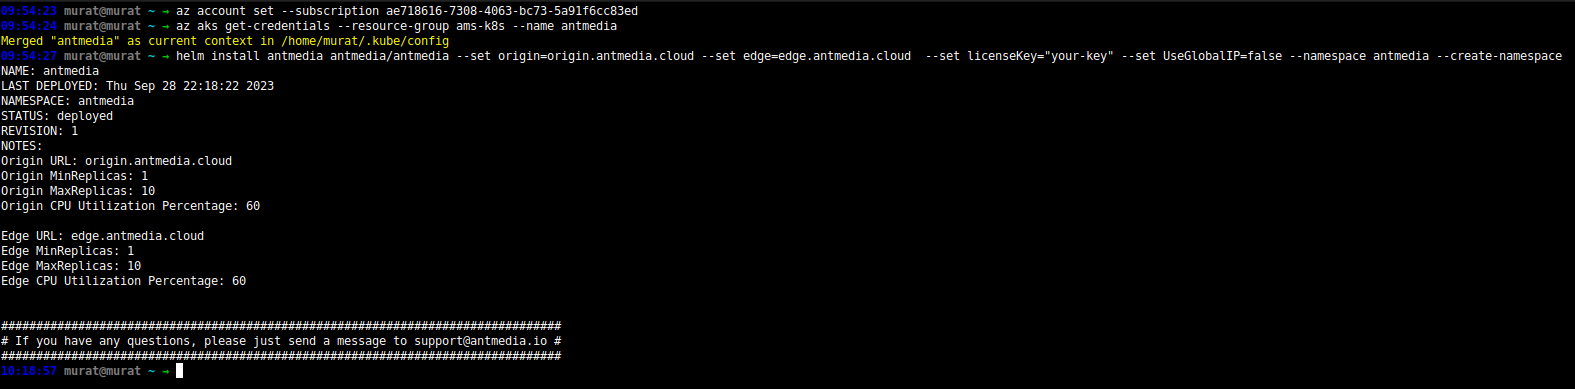 09:54:23 murat@murat ~ → az account set --subscription ae718616-7308-4063-bc73-5a91f6cc83ed
09:54:24 murat@murat ~ → az aks get-credentials --resource-group ams-k8s --name antmedia
Merged "antmedia" as current context in /home/murat/.kube/config
09:54:27 murat@murat ~ → helm install antmedia antmedia/antmedia --set origin=origin.antmedia.cloud --set edge=edge.antmedia.cloud  --set licenseKey="your-key" --set UseGlobalIP=false --namespace antmedia --create-namespace
NAME: antmedia
LAST DEPLOYED: Thu Sep 28 22:18:22 2023
NAMESPACE: antmedia
STATUS: deployed
REVISION: 1
NOTES:
Origin URL: origin.antmedia.cloud
Origin MinReplicas: 1
Origin MaxReplicas: 10
Origin CPU Utilization Percentage: 60
Edge URL: edge.antmedia.cloud
Edge MinReplicas: 1
Edge MaxReplicas: 10
Edge CPU Utilization Percentage: 60
################################################################################
# If you have any questions, please just send a message to support@antmedia.io #
################################################################################
10:18:57 murat@murat ~ →